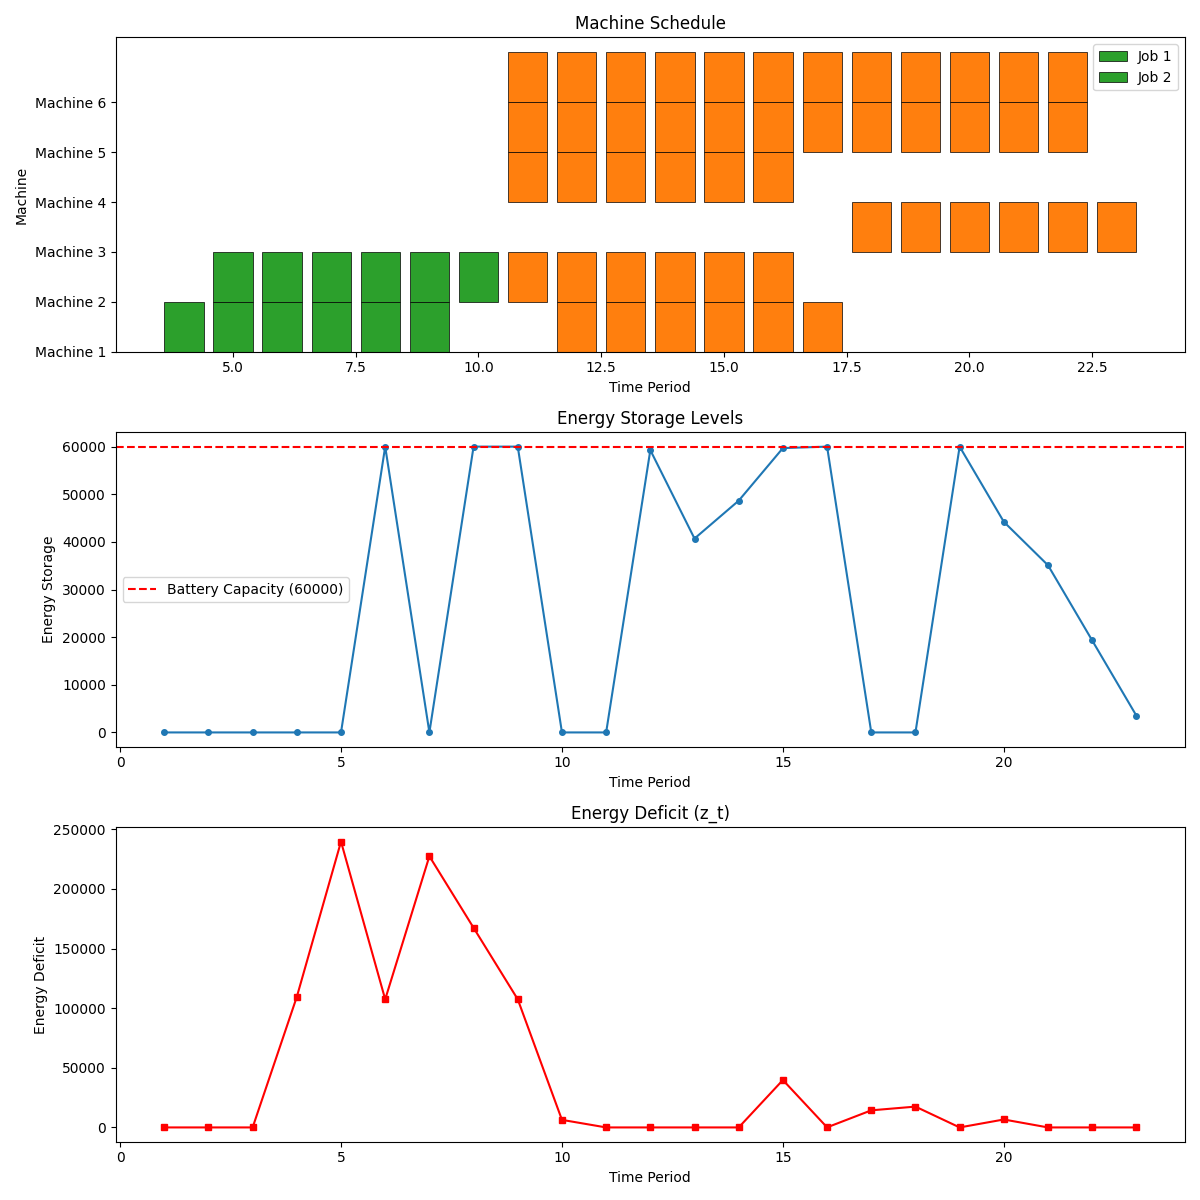 Machine Schedule
Job 1
Job 2
Machine 6
Machine 5
Machine 4
Machine 3
Machine 2
Machine 1
Machine
5.0 7.5 10.0 12.5 15.0 17.5 20.0 22.5
Time Period
Energy Storage Levels
60000
50000
40000
30000
20000
10000
0
Energy Storage
Battery Capacity (60000)
0 5 10 15 20
Time Period
Energy Deficit (z_t)
250000
200000
150000
100000
50000
0
Energy Deficit
0 5 10 15 20
Time Period